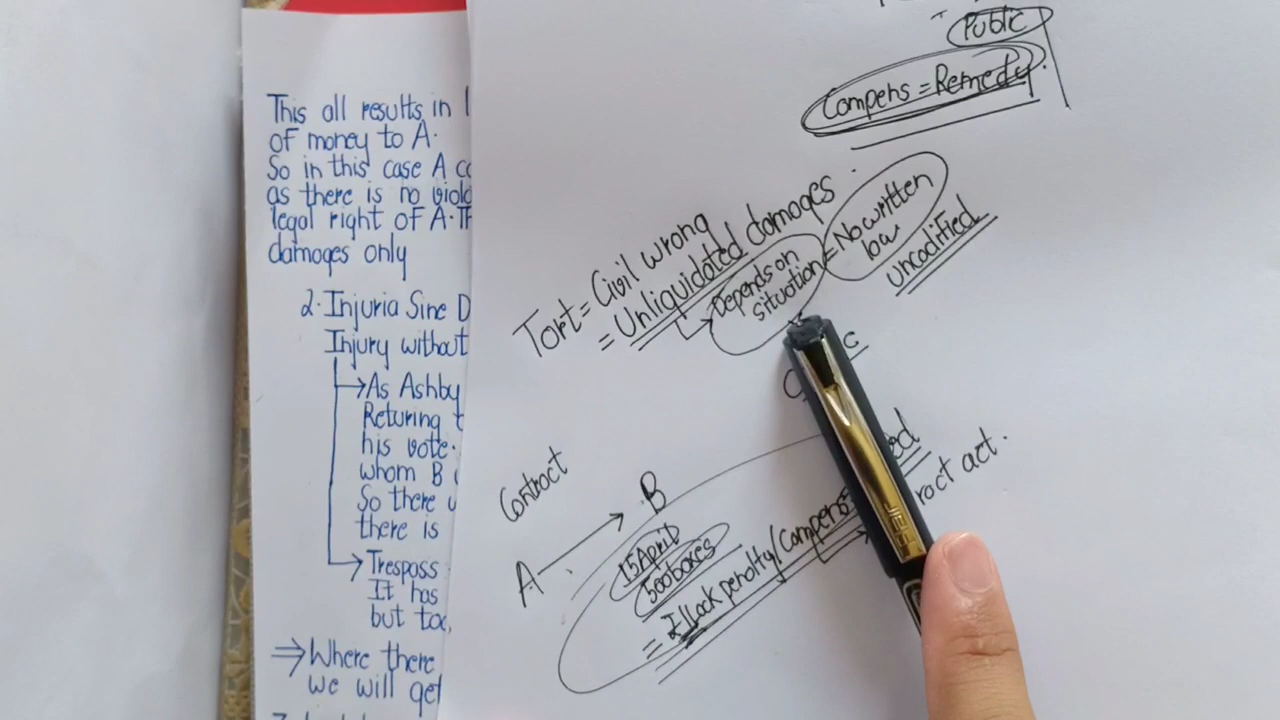 This all results in
of money to A.
So in this case A
as there is no
legal right of A.
damages only
2. Injuria Sine D
Injury without
As Ashby
Returing
his vote.
whom B
So there
there is
Trespass
It has
but
Where there
we will get
Public
Compens = Remedy.
Tort = Civil wrong
= Unliquidated damages
Depends on
situation
= No written
law
uncodified
Contract
A
B
15 April
500 boxes
= I lack penalty/Compens
ract act.